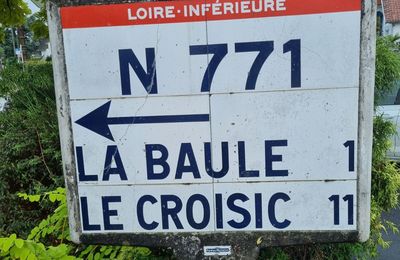 LOIRE-INFÉRIEURE
N 771
LA BAULE 1
LE CROISIC 11